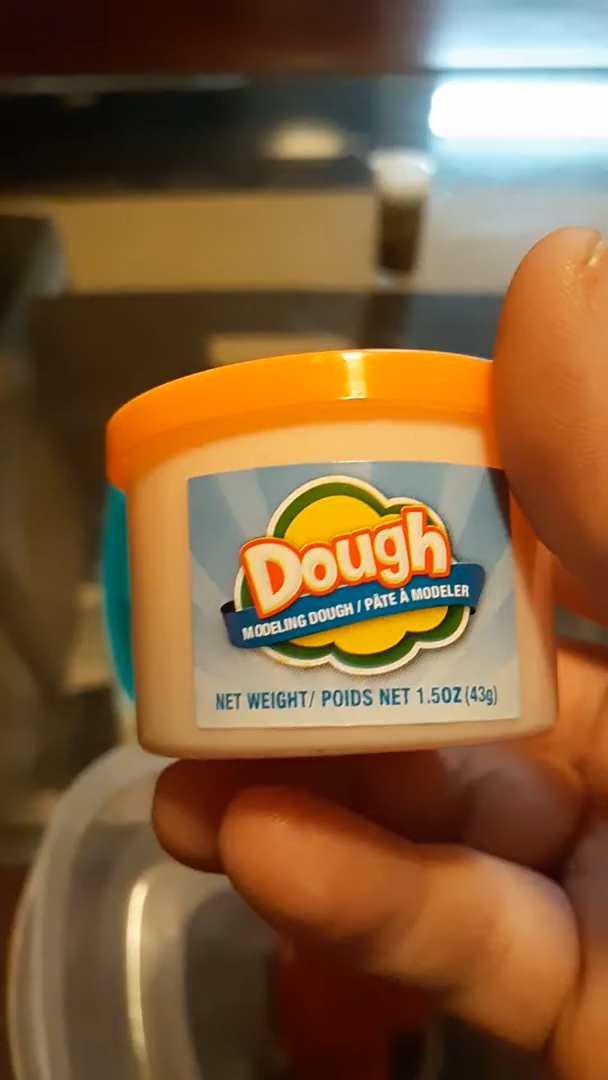 Dough
MODELING DOUGH / PÂTE À MODELER
NET WEIGHT/ POIDS NET 1.5OZ (43g)